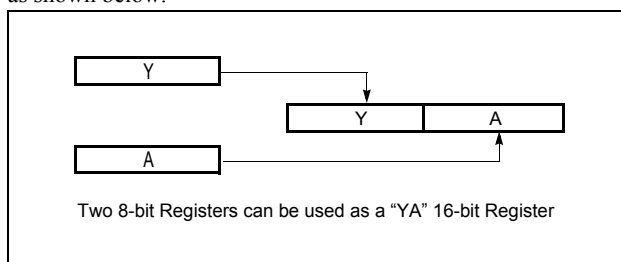 as shown below.
Y
Y A
A
Two 8-bit Registers can be used as a “YA” 16-bit Register